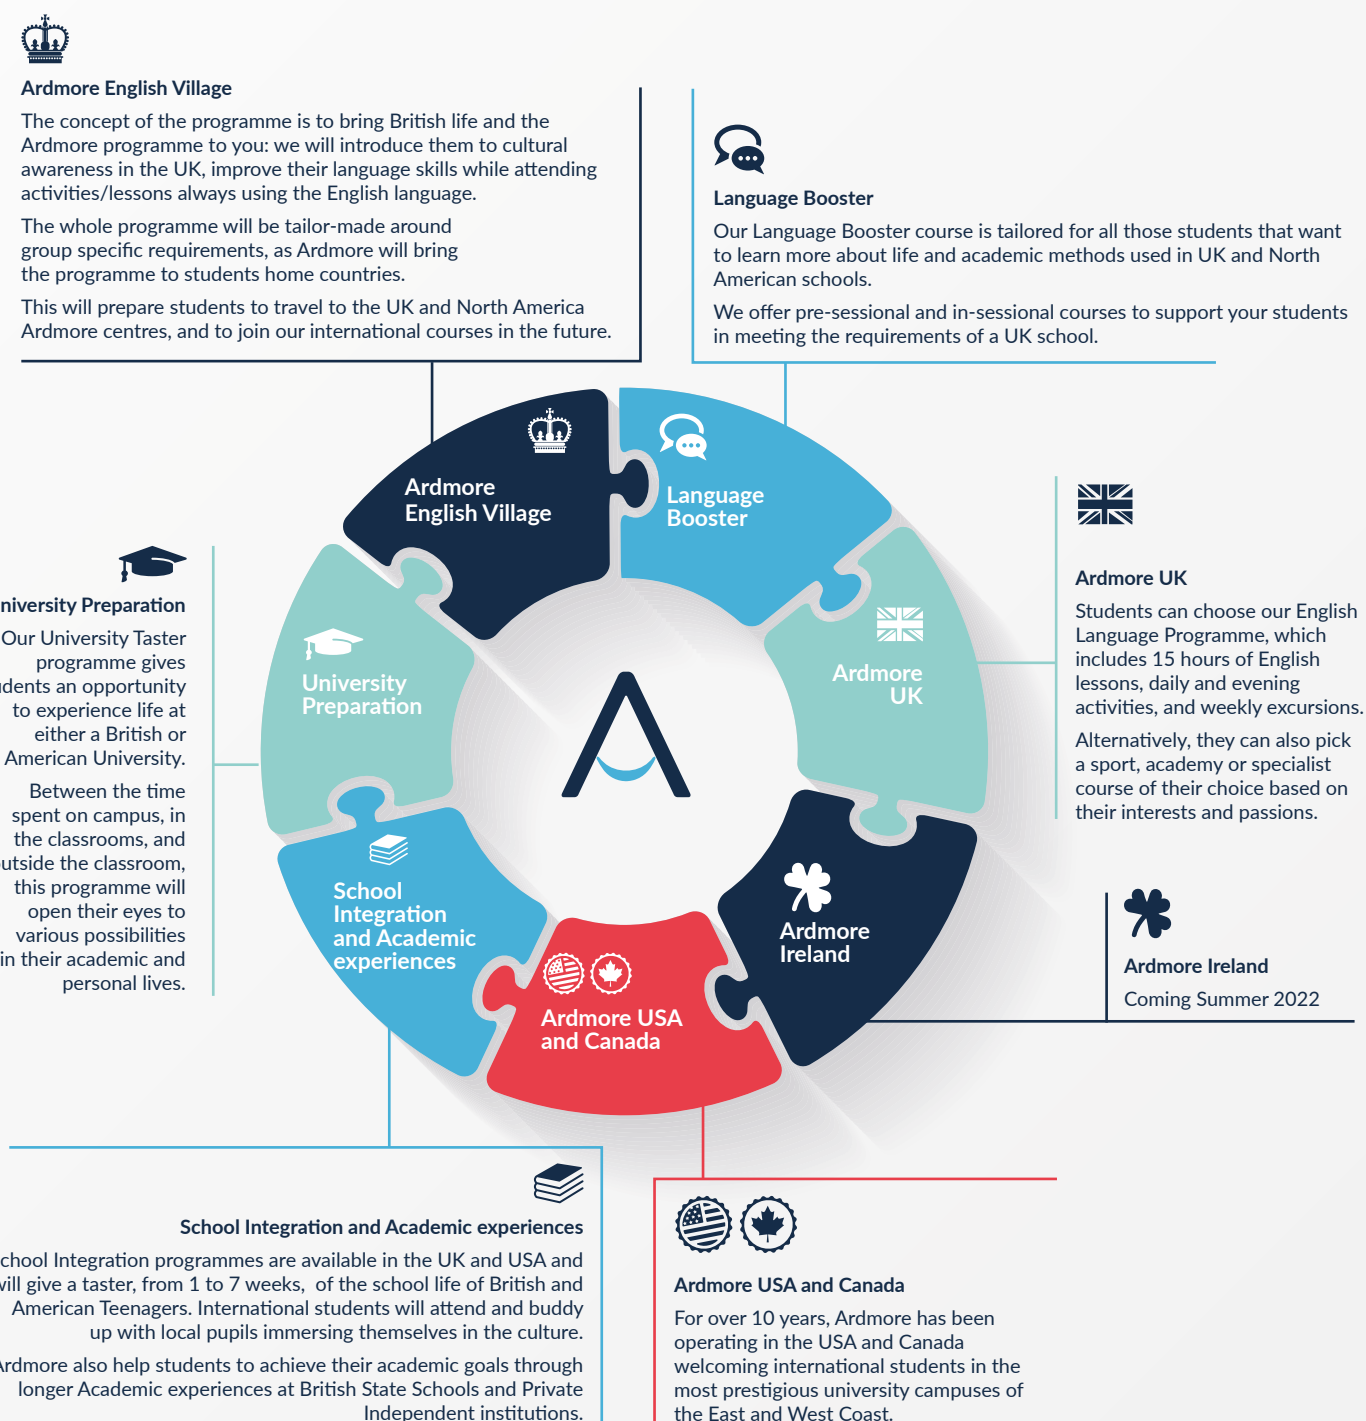 Ardmore English Village
The concept of the programme is to bring British life and the
Ardmore programme to you: we will introduce them to cultural
awareness in the UK, improve their language skills while attending
activities/lessons always using the English language.
The whole programme will be tailor-made around
group specific requirements, as Ardmore will bring
the programme to students home countries.
This will prepare students to travel to the UK and North America
Ardmore centres, and to join our international courses in the future.
Language Booster
Our Language Booster course is tailored for all those students that want
to learn more about life and academic methods used in UK and North
American schools.
We offer pre-sessional and in-sessional courses to support your students
in meeting the requirements of a UK school.
Ardmore
English Village
Language
Booster
Ardmore
UK
Ardmore
Ireland
Ardmore USA
and Canada
School
Integration
and Academic
experiences
University
Preparation
niversity Preparation
Our University Taster
programme gives
dents an opportunity
to experience life at
either a British or
American University.
Between the time
spent on campus, in
the classrooms, and
outside the classroom,
this programme will
open their eyes to
various possibilities
in their academic and
personal lives.
Ardmore UK
Students can choose our English
Language Programme, which
includes 15 hours of English
lessons, daily and evening
activities, and weekly excursions.
Alternatively, they can also pick
a sport, academy or specialist
course of their choice based on
their interests and passions.
Ardmore Ireland
Coming Summer 2022
School Integration and Academic experiences
chool Integration programmes are available in the UK and USA and
will give a taster, from 1 to 7 weeks, of the school life of British and
American Teenagers. International students will attend and buddy
up with local pupils immersing themselves in the culture.
Ardmore also help students to achieve their academic goals through
longer Academic experiences at British State Schools and Private
Independent institutions.
Ardmore USA and Canada
For over 10 years, Ardmore has been
operating in the USA and Canada
welcoming international students in the
most prestigious university campuses of
the East and West Coast.